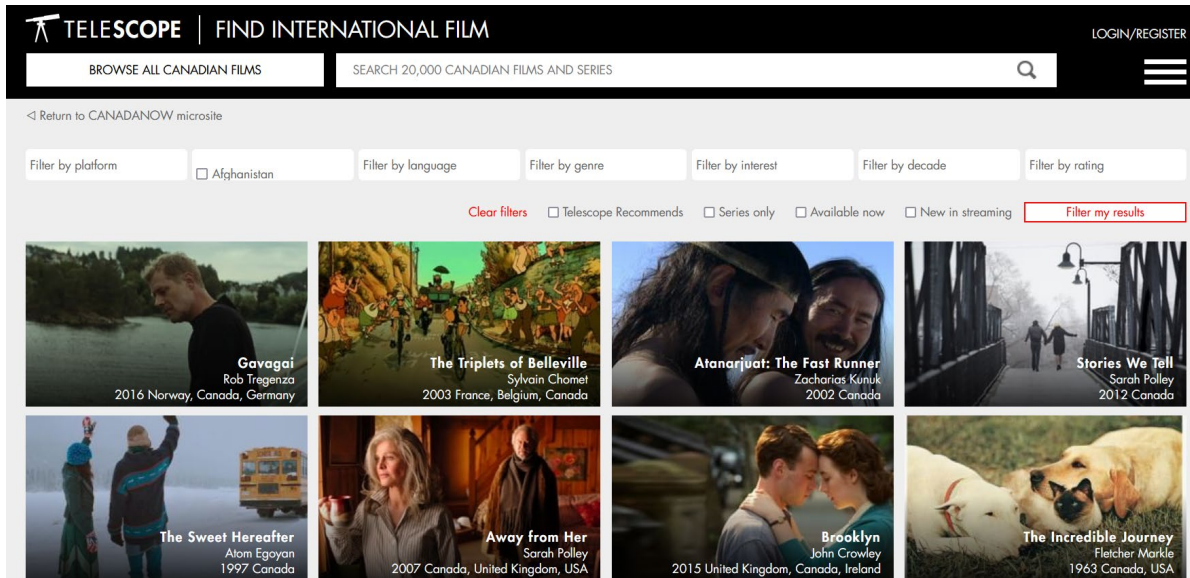 TELESCOPE | FIND INTERNATIONAL FILM
LOGIN/REGISTER
BROWSE ALL CANADIAN FILMS
SEARCH 20,000 CANADIAN FILMS AND SERIES
◁ Return to CANADANOW microsite
Filter by platform
Afghanistan
Filter by language
Filter by genre
Filter by interest
Filter by decade
Filter by rating
Clear filters
Telescope Recommends
Series only
Available now
New in streaming
Filter my results
Gavagai
Rob Tregenza
2016 Norway, Canada, Germany
The Triplets of Belleville
Sylvain Chomet
2003 France, Belgium, Canada
Atanarjuat: The Fast Runner
Zacharias Kunuk
2002 Canada
Stories We Tell
Sarah Polley
2012 Canada
The Sweet Hereafter
Atom Egoyan
1997 Canada
Away from Her
Sarah Polley
2007 Canada, United Kingdom, USA
Brooklyn
John Crowley
2015 United Kingdom, Canada, Ireland
The Incredible Journey
Fletcher Markle
1963 Canada, USA